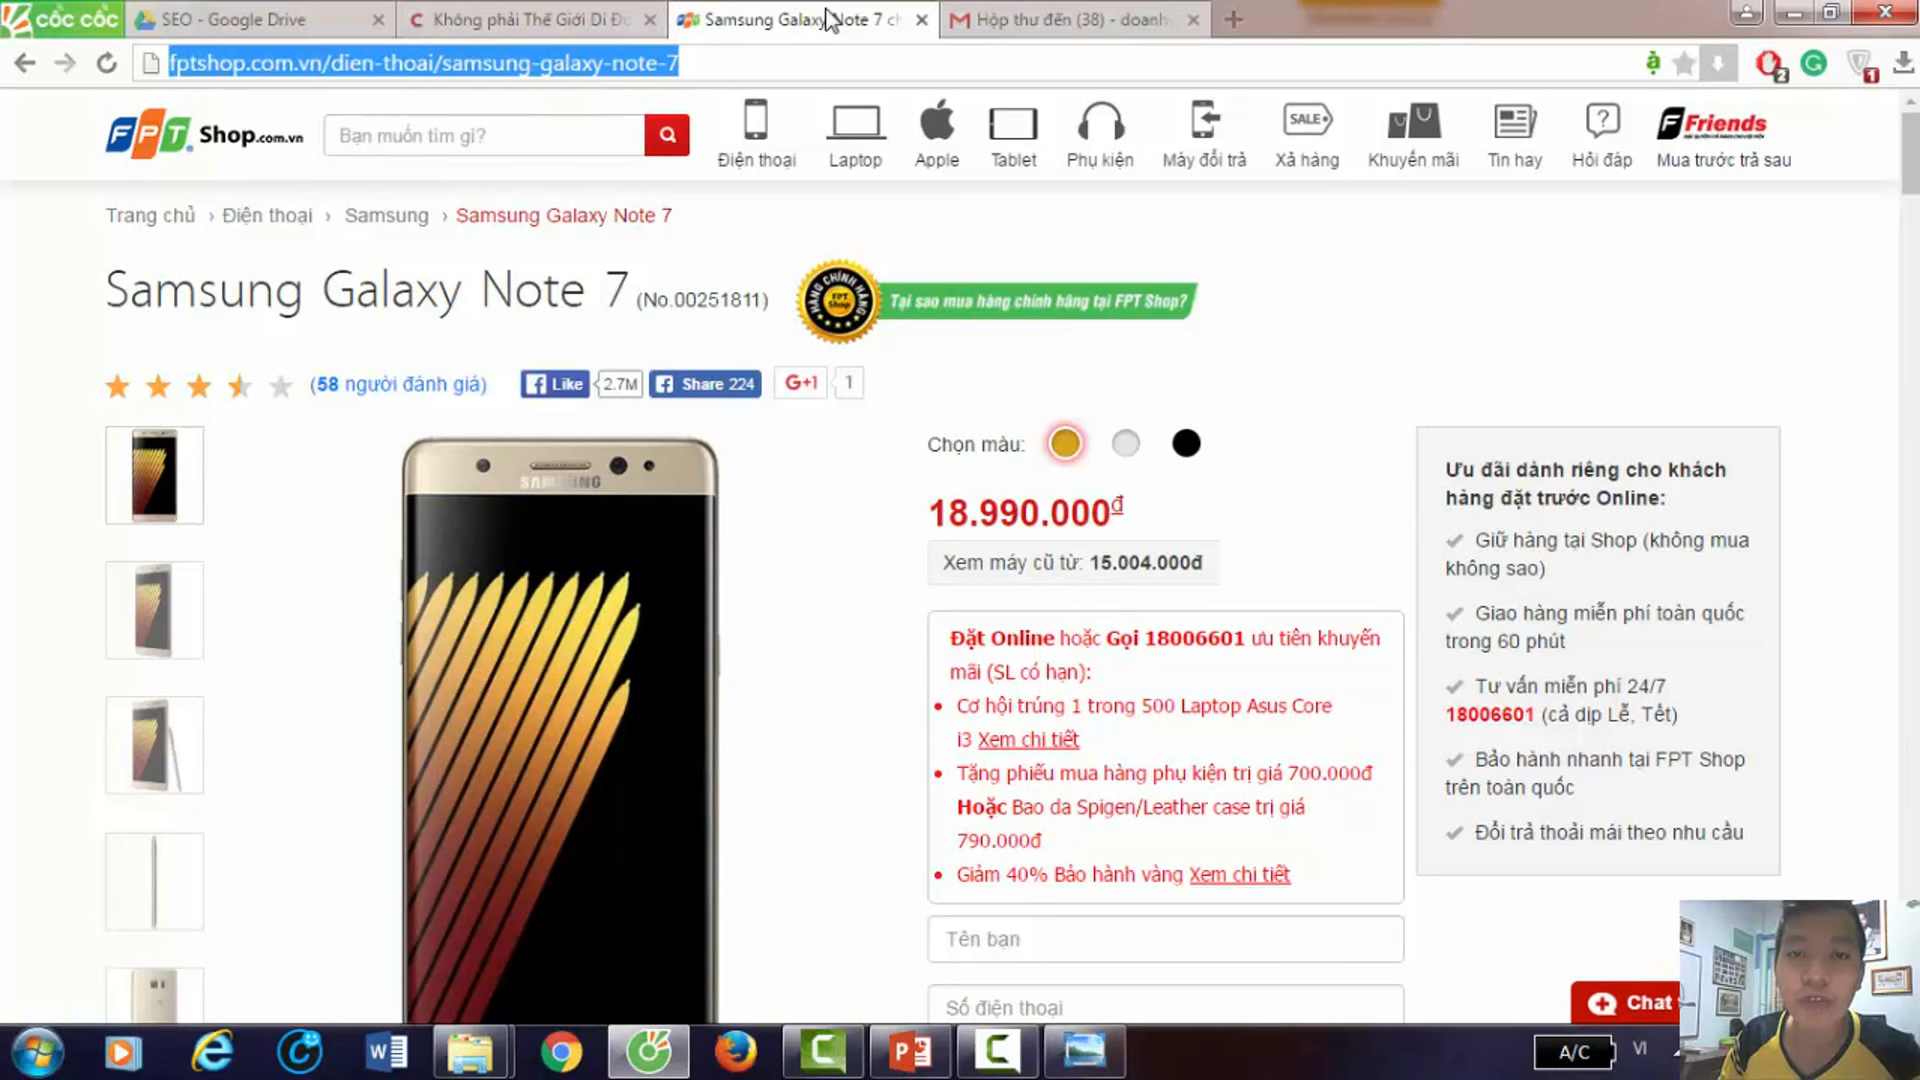 CỐC CỐC
SEO - Google Drive
Không phải Thế Giới Di Độ
Samsung Galaxy Note 7 ch
Hộp thư đến (38) - doanh
fptshop.com.vn/dien-thoai/samsung-galaxy-note-7
2
1
FPT Shop.com.vn
Bạn muốn tìm gì?
SALE
Điện thoại
Laptop
Apple
Tablet
Phụ kiện
Máy đổi trả
Xả hàng
Khuyến mãi
Tin hay
Hỏi đáp
F Friends
Mua trước trả sau
Trang chủ › Điện thoại › Samsung › Samsung Galaxy Note 7
Samsung Galaxy Note 7 (No.00251811)
HÀNG CHÍNH HÃNG
FPT Shop
Tại sao mua hàng chính hãng tại FPT Shop?
(58 người đánh giá)
Like
2.7M
Share 224
G+1
1
SAMSUNG
Chọn màu:
18.990.000đ
Xem máy cũ từ: 15.004.000đ
Đặt Online hoặc Gọi 18006601 ưu tiên khuyến
mãi (SL có hạn):
Cơ hội trúng 1 trong 500 Laptop Asus Core
i3 Xem chi tiết
Tặng phiếu mua hàng phụ kiện trị giá 700.000đ
Hoặc Bao da Spigen/Leather case trị giá
790.000đ
Giảm 40% Bảo hành vàng Xem chi tiết
Tên bạn
Số điện thoại
Ưu đãi dành riêng cho khách
hàng đặt trước Online:
Giữ hàng tại Shop (không mua
không sao)
Giao hàng miễn phí toàn quốc
trong 60 phút
Tư vấn miễn phí 24/7
18006601 (cả dịp Lễ, Tết)
Bảo hành nhanh tại FPT Shop
trên toàn quốc
Đổi trả thoải mái theo nhu cầu
Chat
A/C
VI